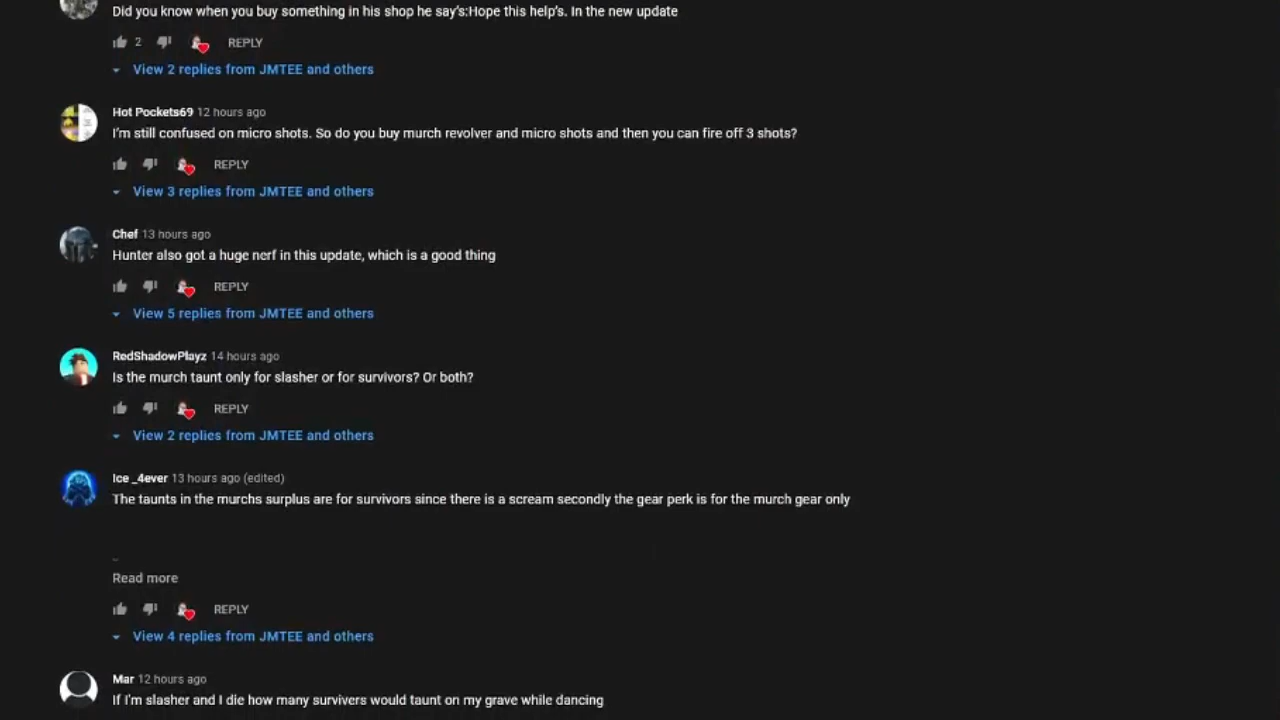 Did you know when you buy something in his shop he say's:Hope this help's. In the new update
2 REPLY
View 2 replies from JMTEE and others
Hot Pockets69 12 hours ago
I'm still confused on micro shots. So do you buy murch revolver and micro shots and then you can fire off 3 shots?
REPLY
View 3 replies from JMTEE and others
Chef 13 hours ago
Hunter also got a huge nerf in this update, which is a good thing
REPLY
View 5 replies from JMTEE and others
RedShadowPlayz 14 hours ago
Is the murch taunt only for slasher or for survivors? Or both?
REPLY
View 2 replies from JMTEE and others
Ice _4ever 13 hours ago (edited)
The taunts in the murchs surplus are for survivors since there is a scream secondly the gear perk is for the murch gear only
Read more
REPLY
View 4 replies from JMTEE and others
Mar 12 hours ago
If I'm slasher and I die how many survivers would taunt on my grave while dancing